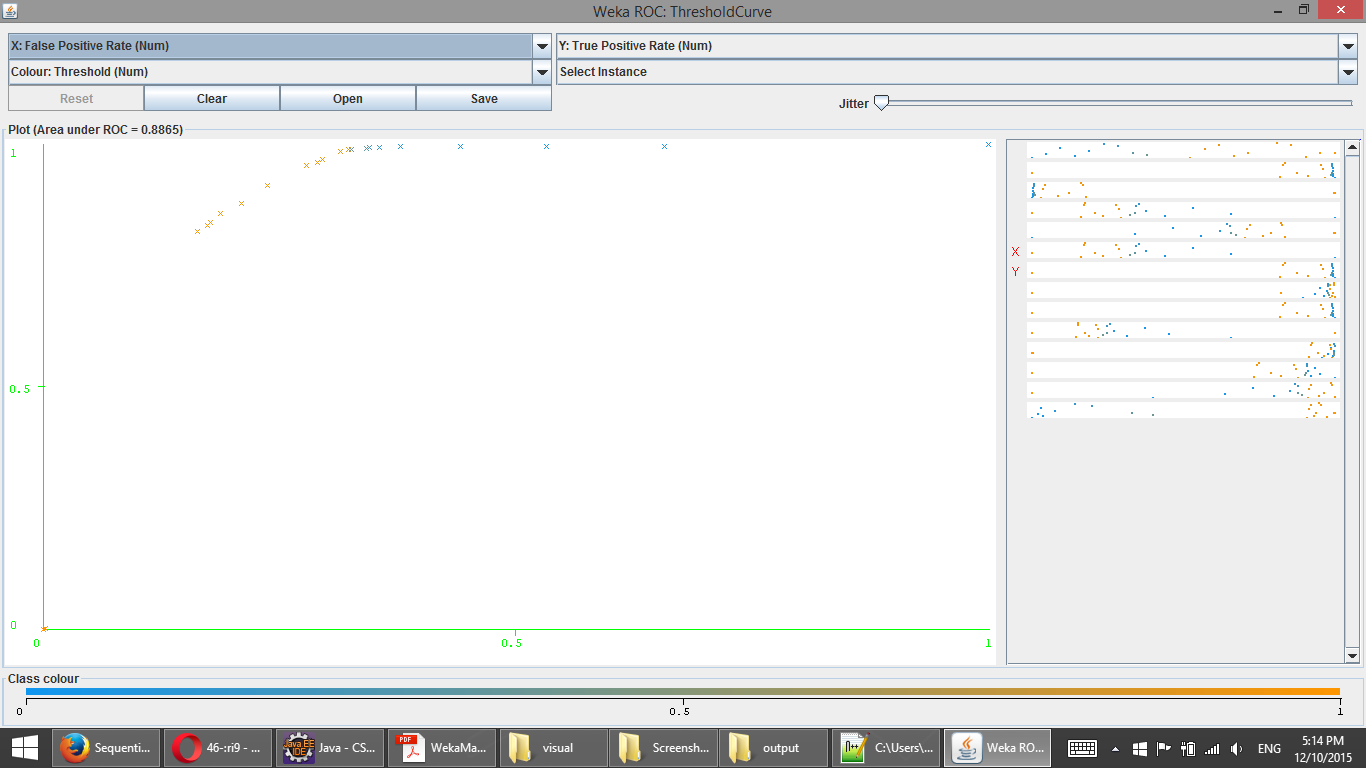 Weka ROC: ThresholdCurve
X: False Positive Rate (Num)
Y: True Positive Rate (Num)
Colour: Threshold (Num)
Select Instance
Reset
Clear
Open
Save
Jitter
Plot (Area under ROC = 0.8865)
1
0.5
0
0
0.5
1
X
Y
Class colour
0
0.5
1
Sequenti...
46-:ri9 - ...
Java EE IDE
Java - CS...
PDF
WekaMa...
visual
Screensh...
output
C:\Users\...
Weka RO...
ENG
5:14 PM
12/10/2015